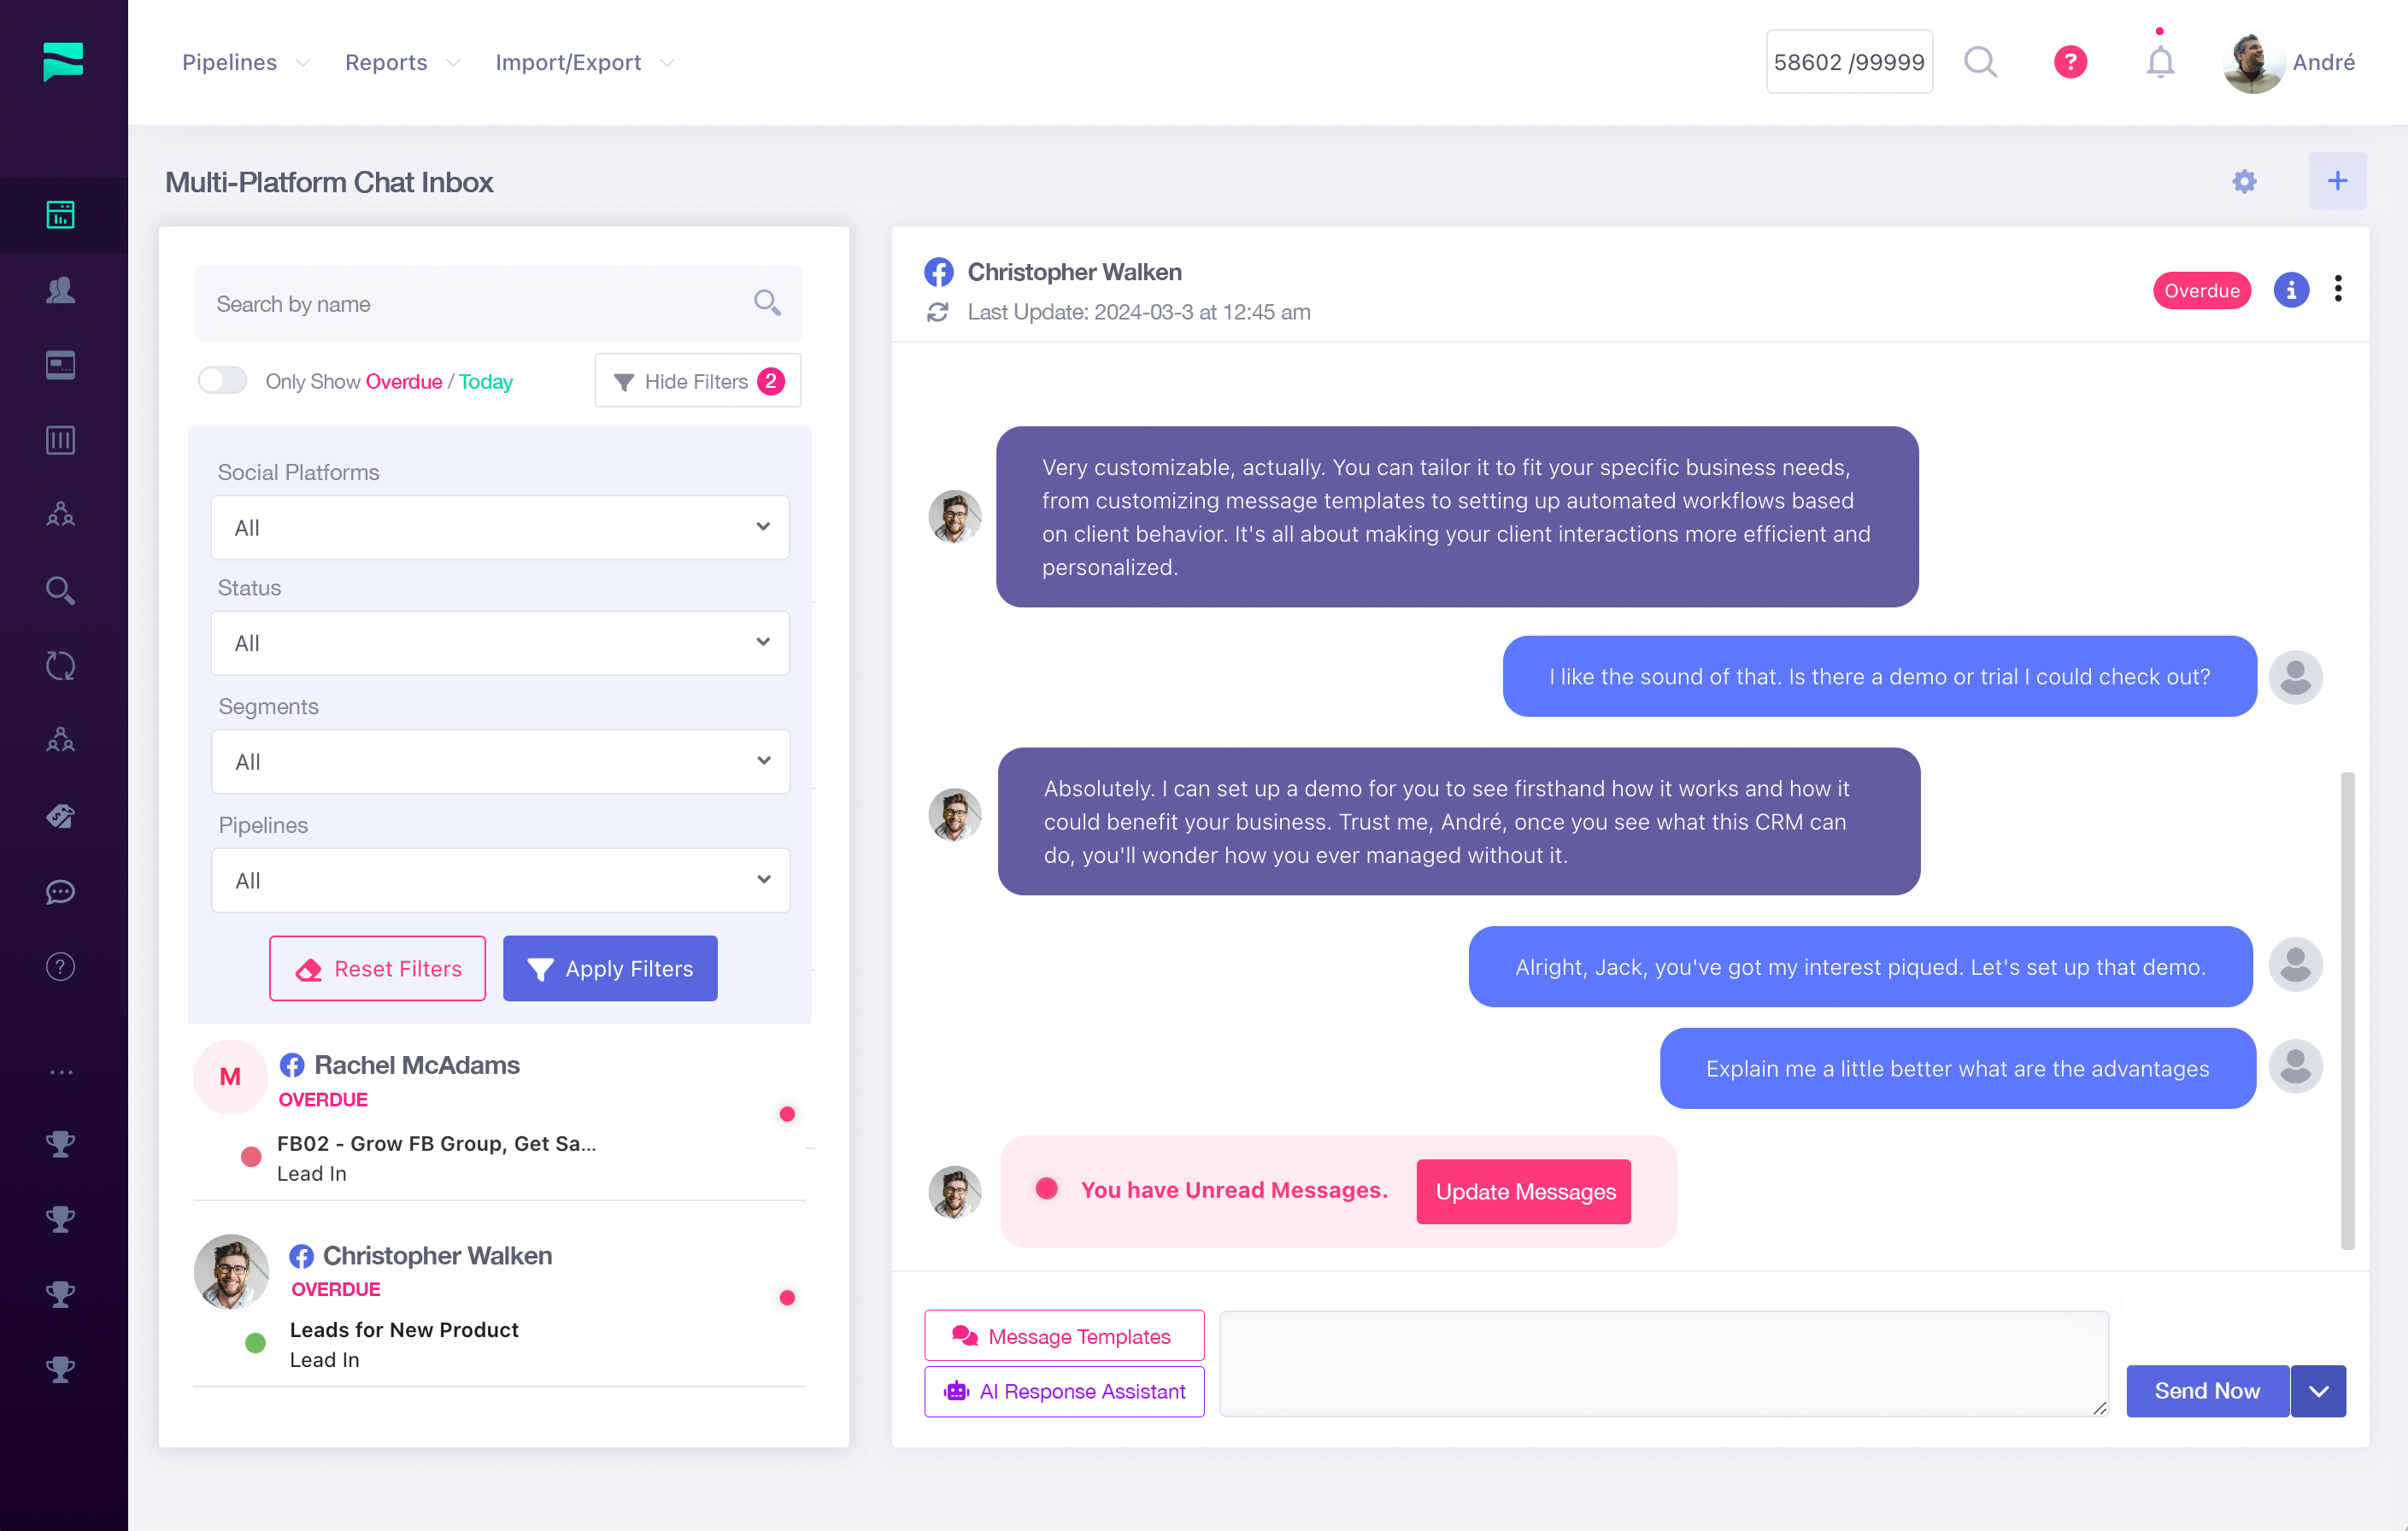 Pipelines
Reports
Import/Export
58602 /99999
?
André
Multi-Platform Chat Inbox
+
Search by name
Only Show Overdue / Today
Hide Filters 2
Social Platforms
All
Status
All
Segments
All
Pipelines
All
Reset Filters
Apply Filters
M
Rachel McAdams
OVERDUE
FB02 - Grow FB Group, Get Sa...
Lead In
Christopher Walken
OVERDUE
Leads for New Product
Lead In
Christopher Walken
Last Update: 2024-03-3 at 12:45 am
Overdue
i
Very customizable, actually. You can tailor it to fit your specific business needs,
from customizing message templates to setting up automated workflows based
on client behavior. It's all about making your client interactions more efficient and
personalized.
I like the sound of that. Is there a demo or trial I could check out?
Absolutely. I can set up a demo for you to see firsthand how it works and how it
could benefit your business. Trust me, André, once you see what this CRM can
do, you'll wonder how you ever managed without it.
Alright, Jack, you've got my interest piqued. Let's set up that demo.
Explain me a little better what are the advantages
You have Unread Messages.
Update Messages
Message Templates
AI Response Assistant
Send Now